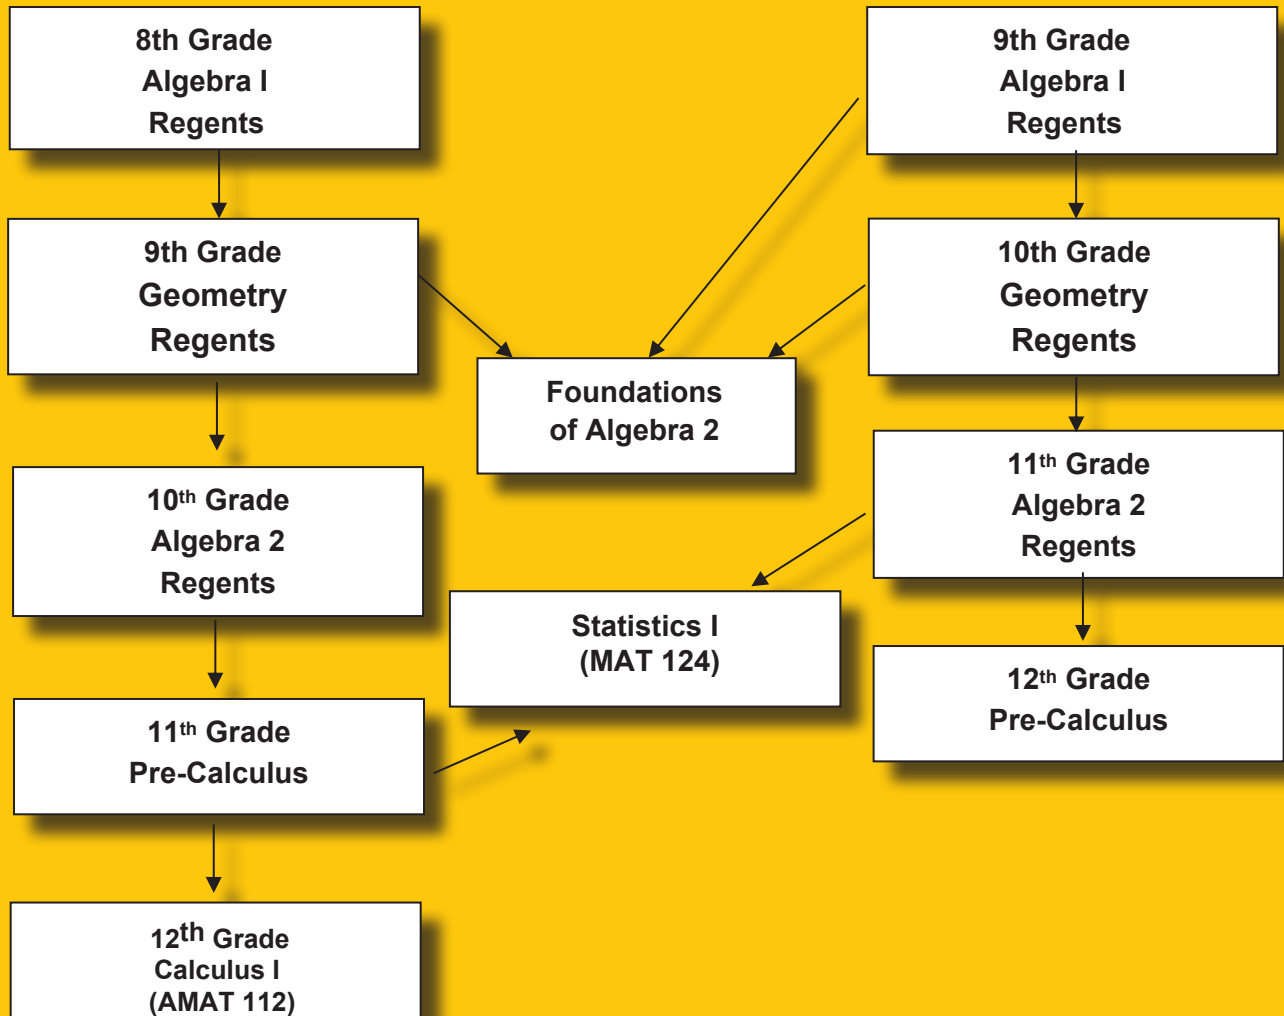 8th Grade
Algebra I
Regents
9th Grade
Algebra I
Regents
9th Grade
Geometry
Regents
10th Grade
Geometry
Regents
Foundations
of Algebra 2
10th Grade
Algebra 2
Regents
11th Grade
Algebra 2
Regents
Statistics I
(MAT 124)
11th Grade
Pre-Calculus
12th Grade
Pre-Calculus
12th Grade
Calculus I
(AMAT 112)